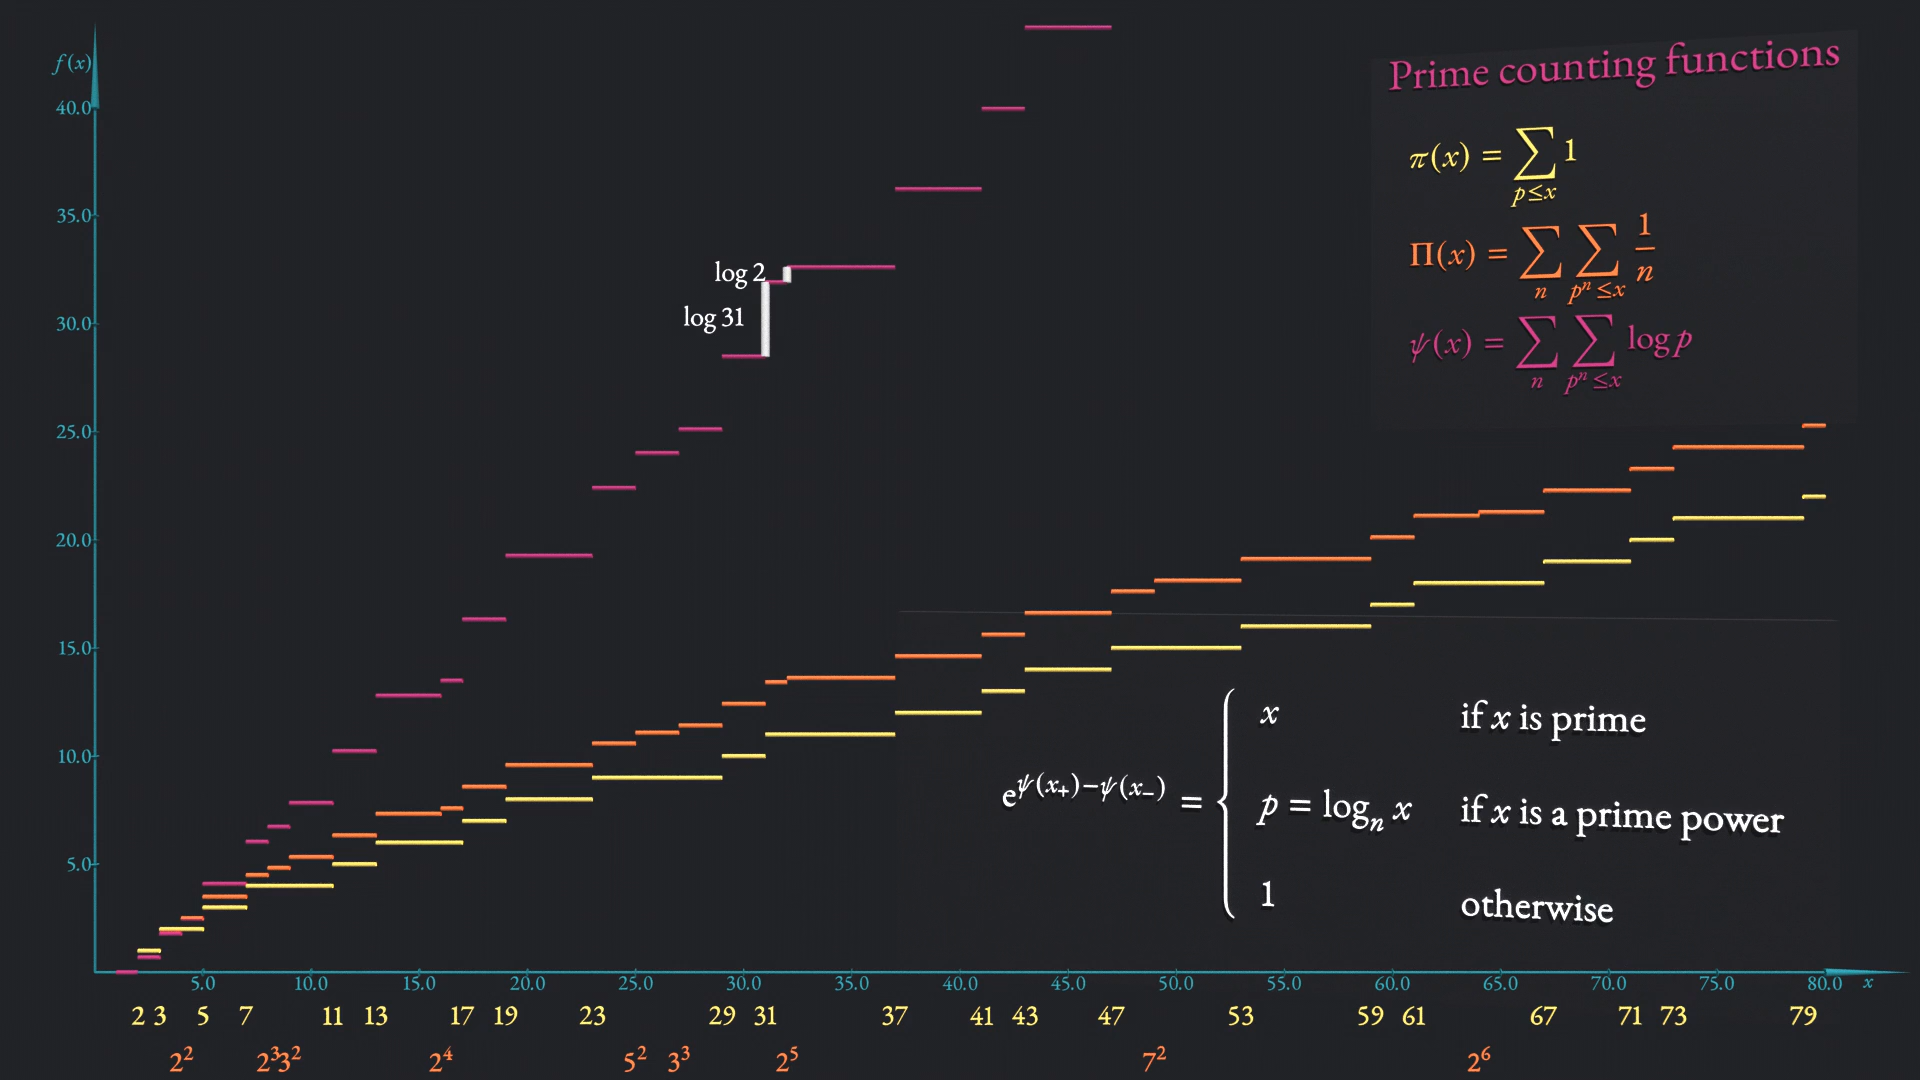 Prime counting functions
f(x)
π(x) = ∑_{p≤x} 1
Π(x) = ∑_n ∑_{pⁿ≤x} 1/n
ψ(x) = ∑_n ∑_{pⁿ≤x} log p
40.0
35.0
30.0
25.0
20.0
15.0
10.0
5.0
log 2
log 31
e^{ψ(x₊)−ψ(x₋)} =
x if x is prime
p = logₙ x if x is a prime power
1 otherwise
5.0 10.0 15.0 20.0 25.0 30.0 35.0 40.0 45.0 50.0 55.0 60.0 65.0 70.0 75.0 80.0 x
2 3 5 7 11 13 17 19 23 29 31 37 41 43 47 53 59 61 67 71 73 79
2² 2³ 3² 2⁴ 5² 3³ 2⁵ 7² 2⁶